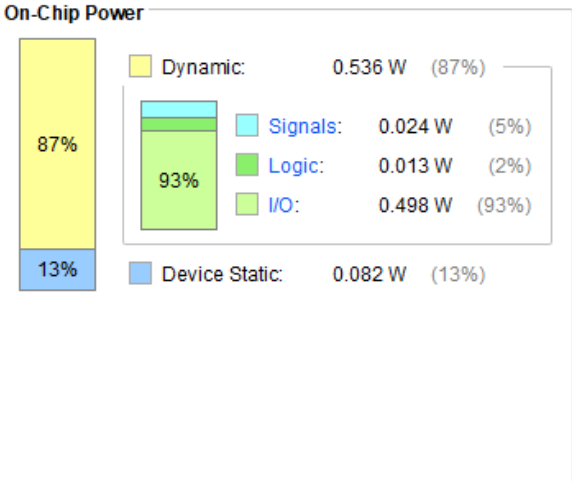 On-Chip Power
Dynamic: 0.536 W (87%)
87%
Signals: 0.024 W (5%)
Logic: 0.013 W (2%)
93%
I/O: 0.498 W (93%)
13%
Device Static: 0.082 W (13%)